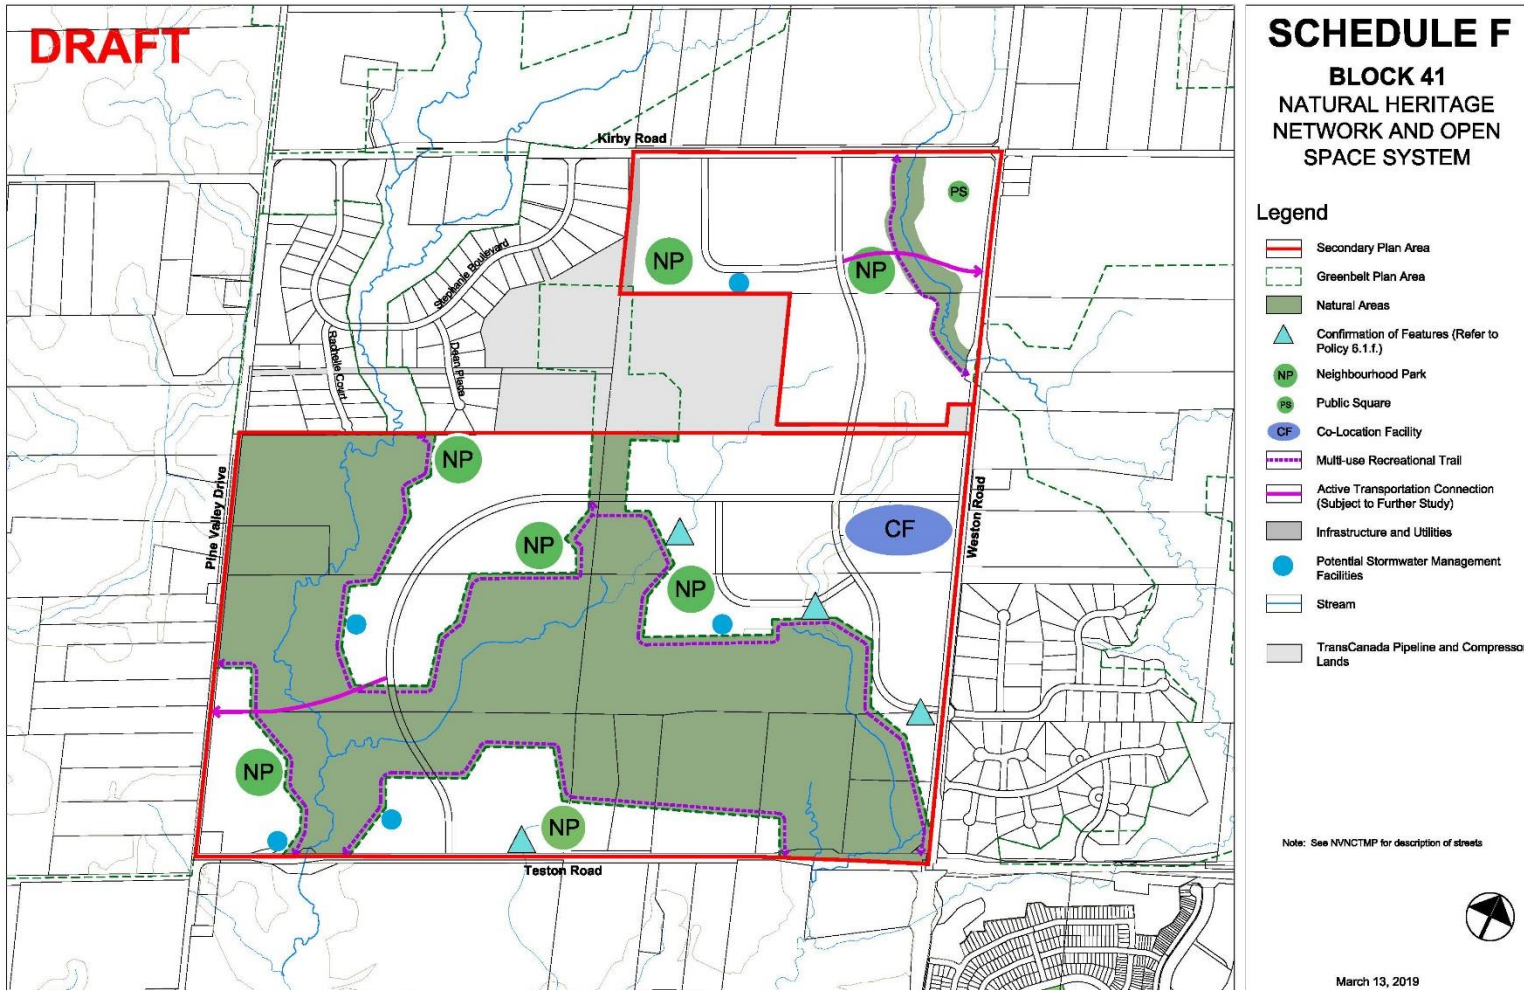 DRAFT
Kirby Road
Stephanie Boulevard
Rachelle Court
Dean Place
Pine Valley Drive
Weston Road
Teston Road
PS
NP
NP
NP
NP
CF
NP
NP
NP
SCHEDULE F
BLOCK 41
NATURAL HERITAGE
NETWORK AND OPEN
SPACE SYSTEM
Legend
Secondary Plan Area
Greenbelt Plan Area
Natural Areas
Confirmation of Features (Refer to
Policy 6.1.f.)
NP Neighbourhood Park
PS Public Square
CF Co-Location Facility
Multi-use Recreational Trail
Active Transportation Connection
(Subject to Further Study)
Infrastructure and Utilities
Potential Stormwater Management
Facilities
Stream
TransCanada Pipeline and Compressor
Lands
Note: See NVNCTMP for description of streets
March 13, 2019